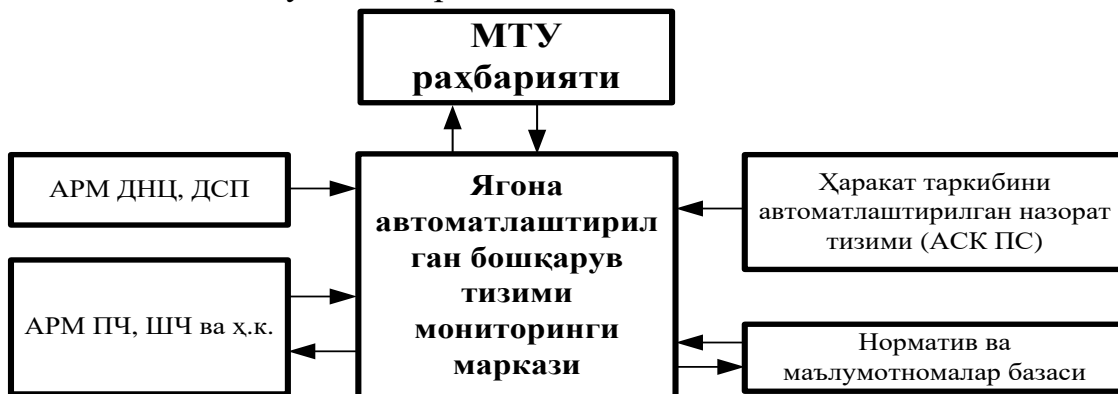 МТУ
раҳбарияти
АРМ ДНЦ, ДСП
АРМ ПЧ, ШЧ ва ҳ.к.
Ягона
автоматлаштирил
ган бошқарув
тизими
мониторинги
маркази
Ҳаракат таркибини
автоматлаштирилган назорат
тизими (АСК ПС)
Норматив ва
маълумотномалар базаси